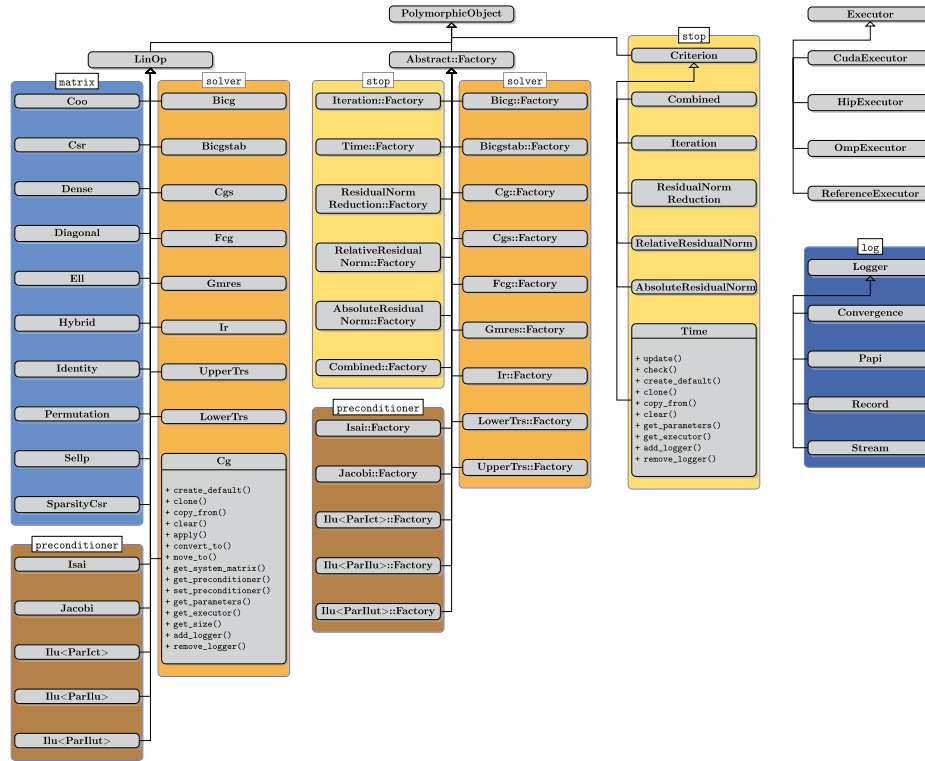 PolymorphicObject
LinOp
Abstract::Factory
matrix
Coo
Csr
Dense
Diagonal
Ell
Hybrid
Identity
Permutation
Sellp
SparsityCsr
preconditioner
Isai
Jacobi
Ilu<ParIct>
Ilu<ParIlu>
Ilu<ParIlut>
solver
Bicg
Bicgstab
Cgs
Fcg
Gmres
Ir
UpperTrs
LowerTrs
Cg
+ create_default()
+ clone()
+ copy_from()
+ clear()
+ apply()
+ convert_to()
+ move_to()
+ get_system_matrix()
+ get_preconditioner()
+ set_preconditioner()
+ get_parameters()
+ get_executor()
+ get_size()
+ add_logger()
+ remove_logger()
stop
Iteration::Factory
Time::Factory
ResidualNorm
Reduction::Factory
RelativeResidual
Norm::Factory
AbsoluteResidual
Norm::Factory
Combined::Factory
preconditioner
Isai::Factory
Jacobi::Factory
Ilu<ParIct>::Factory
Ilu<ParIlu>::Factory
Ilu<ParIlut>::Factory
solver
Bicg::Factory
Bicgstab::Factory
Cg::Factory
Cgs::Factory
Fcg::Factory
Gmres::Factory
Ir::Factory
LowerTrs::Factory
UpperTrs::Factory
stop
Criterion
Combined
Iteration
ResidualNorm
Reduction
RelativeResidualNorm
AbsoluteResidualNorm
Time
+ update()
+ check()
+ create_default()
+ clone()
+ copy_from()
+ clear()
+ get_parameters()
+ get_executor()
+ add_logger()
+ remove_logger()
Executor
CudaExecutor
HipExecutor
OmpExecutor
ReferenceExecutor
log
Logger
Convergence
Papi
Record
Stream